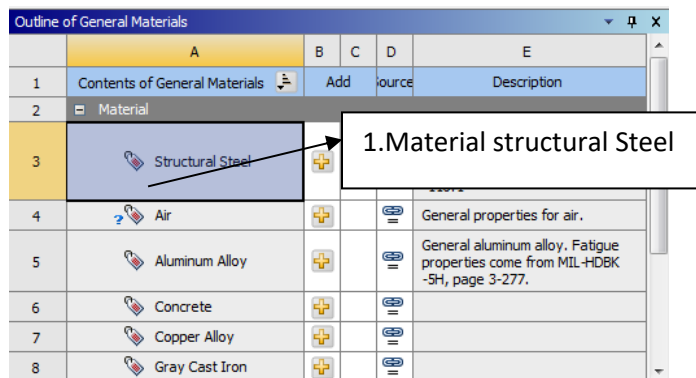 Outline of General Materials
A B C D E
1 Contents of General Materials Add Source Description
2 Material
3 Structural Steel
1.Material structural Steel
4 ? Air General properties for air.
5 Aluminum Alloy General aluminum alloy. Fatigue
properties come from MIL-HDBK
-5H, page 3-277.
6 Concrete
7 Copper Alloy
8 Gray Cast Iron